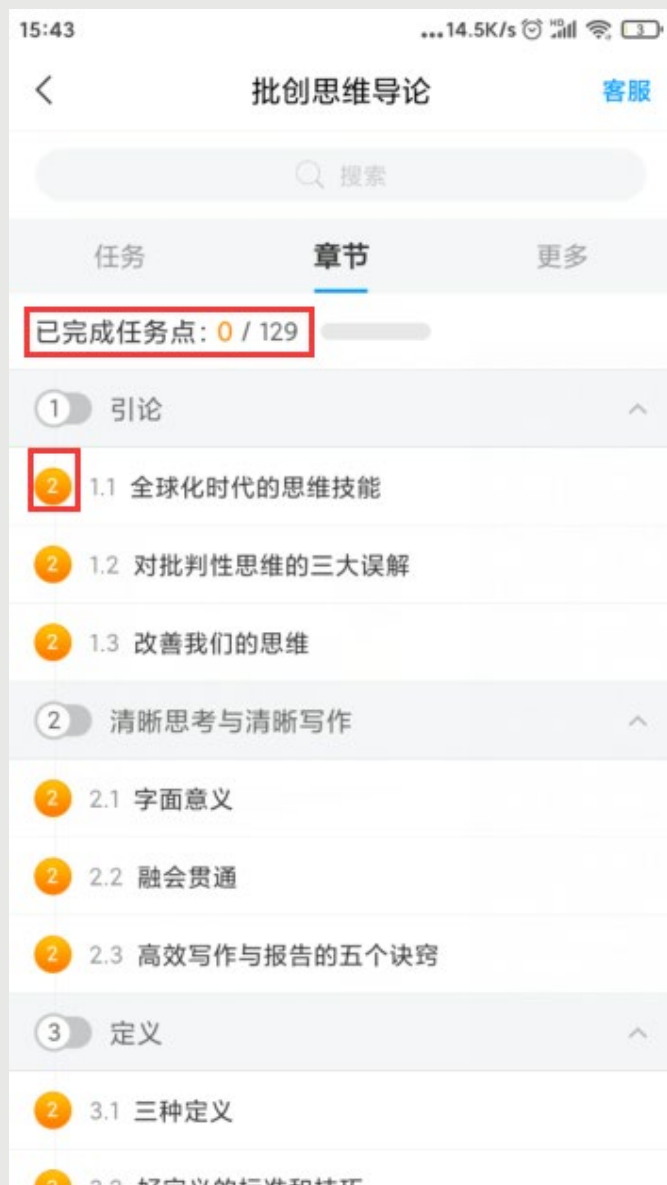 15:43 ...14.5K/s HD 3
批创思维导论 客服
搜索
任务 章节 更多
已完成任务点: 0 / 129
1 引论
2 1.1 全球化时代的思维技能
2 1.2 对批判性思维的三大误解
2 1.3 改善我们的思维
2 清晰思考与清晰写作
2 2.1 字面意义
2 2.2 融会贯通
2 2.3 高效写作与报告的五个诀窍
3 定义
2 3.1 三种定义